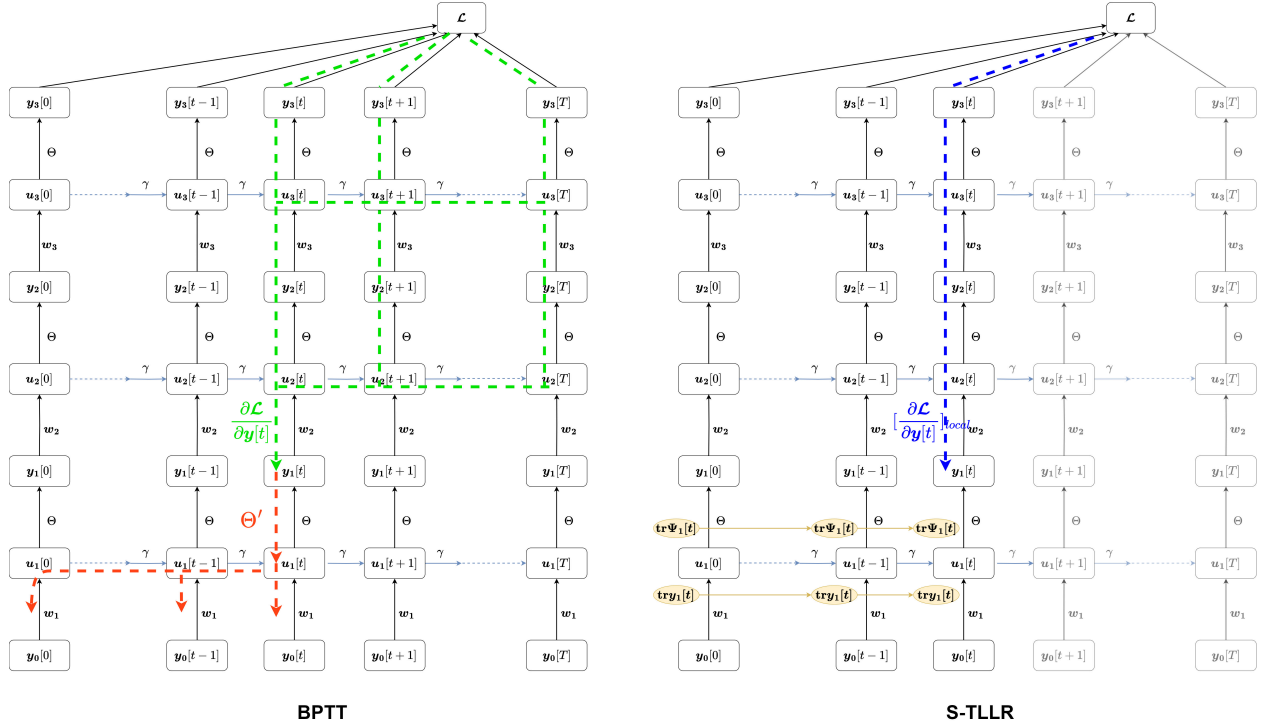 𝓛 𝓛
y₃[0] y₃[t−1] y₃[t] y₃[t+1] y₃[T] y₃[0] y₃[t−1] y₃[t] y₃[t+1] y₃[T]
Θ Θ Θ Θ Θ Θ Θ Θ Θ Θ
γ γ γ γ γ γ γ γ
u₃[0] u₃[t−1] u₃[t] u₃[t+1] u₃[T] u₃[0] u₃[t−1] u₃[t] u₃[t+1] u₃[T]
w₃ w₃ w₃ w₃ w₃ w₃ w₃ w₃ w₃ w₃
y₂[0] y₂[t−1] y₂[t] y₂[t+1] y₂[T] y₂[0] y₂[t−1] y₂[t] y₂[t+1] y₂[T]
Θ Θ Θ Θ Θ Θ Θ Θ Θ Θ
γ γ γ γ γ γ γ γ
u₂[0] u₂[t−1] u₂[t] u₂[t+1] u₂[T] u₂[0] u₂[t−1] u₂[t] u₂[t+1] u₂[T]
∂𝓛/∂y[t] [∂𝓛/∂y[t]]local
w₂ w₂ w₂ w₂ w₂ w₂ w₂ w₂ w₂ w₂
y₁[0] y₁[t−1] y₁[t] y₁[t+1] y₁[T] y₁[0] y₁[t−1] y₁[t] y₁[t+1] y₁[T]
Θ Θ Θ′ Θ Θ Θ Θ Θ Θ Θ Θ
trΨ₁[t] trΨ₁[t] trΨ₁[t]
γ γ γ γ γ γ γ γ
u₁[0] u₁[t−1] u₁[t] u₁[t+1] u₁[T] u₁[0] u₁[t−1] u₁[t] u₁[t+1] u₁[T]
try₁[t] try₁[t] try₁[t]
w₁ w₁ w₁ w₁ w₁ w₁ w₁ w₁ w₁ w₁
y₀[0] y₀[t−1] y₀[t] y₀[t+1] y₀[T] y₀[0] y₀[t−1] y₀[t] y₀[t+1] y₀[T]
BPTT S-TLLR